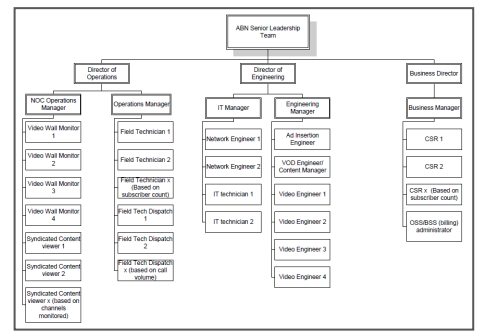 ABN Senior Leadership
Team
Director of
Operations
Director of
Engineering
Business Director
NOC Operations
Manager
Operations Manager
IT Manager
Engineering
Manager
Business Manager
Video Wall Monitor
1
Video Wall Monitor
2
Video Wall Monitor
3
Video Wall Monitor
4
Syndicated Content
viewer 1
Syndicated Content
viewer 2
Syndicated Content
viewer x (based on
channels
monitored)
Field Technician 1
Field Technician 2
Field Technician x
(Based on
subscriber count)
Field Tech Dispatch
1
Field Tech Dispatch
2
Field Tech Dispatch
x (based on call
volume)
Network Engineer 1
Network Engineer 2
IT technician 1
IT technician 2
Ad Insertion
Engineer
VOD Engineer/
Content Manager
Video Engineer 1
Video Engineer 2
Video Engineer 3
Video Engineer 4
CSR 1
CSR 2
CSR x (Based on
subscriber count)
OSS/BSS (billing)
administrator